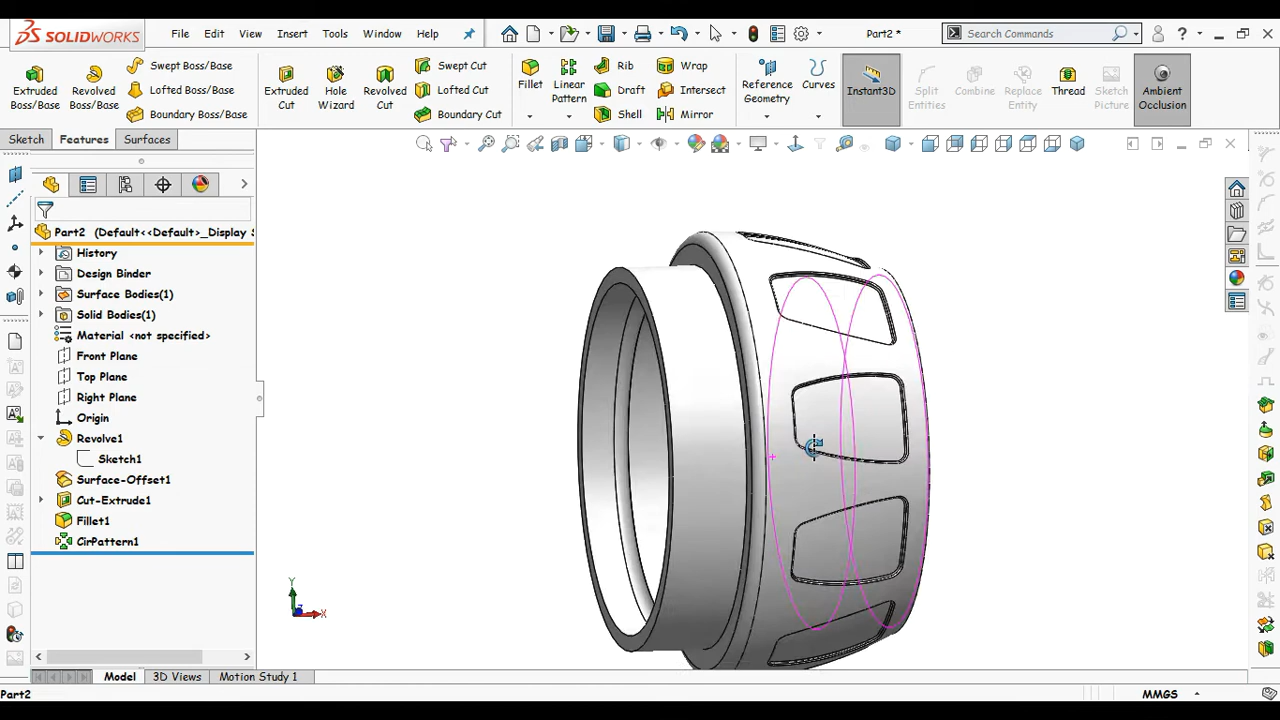 SOLIDWORKS File Edit View Insert Tools Window Help Part2 * Search Commands ?
Extruded Boss/Base
Revolved Boss/Base
Swept Boss/Base
Lofted Boss/Base
Boundary Boss/Base
Extruded Cut
Hole Wizard
Revolved Cut
Swept Cut
Lofted Cut
Boundary Cut
Fillet
Linear Pattern
Rib
Draft
Shell
Wrap
Intersect
Mirror
Reference Geometry
Curves
Instant3D
Split Entities
Combine
Replace Entity
Thread
Sketch Picture
Ambient Occlusion
Sketch Features Surfaces
Part2 (Default<<Default>_Display S
History
Design Binder
Surface Bodies(1)
Solid Bodies(1)
Material <not specified>
Front Plane
Top Plane
Right Plane
Origin
Revolve1
Sketch1
Surface-Offset1
Cut-Extrude1
Fillet1
CirPattern1
Y
X
Model 3D Views Motion Study 1
Part2 MMGS